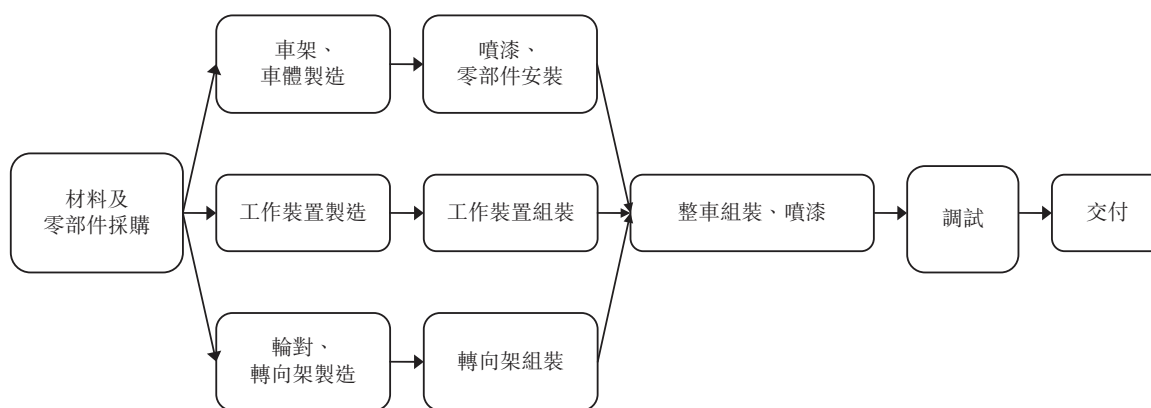 材料及
零部件採購
車架、
車體製造
噴漆、
零部件安裝
工作裝置製造
工作裝置組裝
輪對、
轉向架製造
轉向架組裝
整車組裝、噴漆
調試
交付